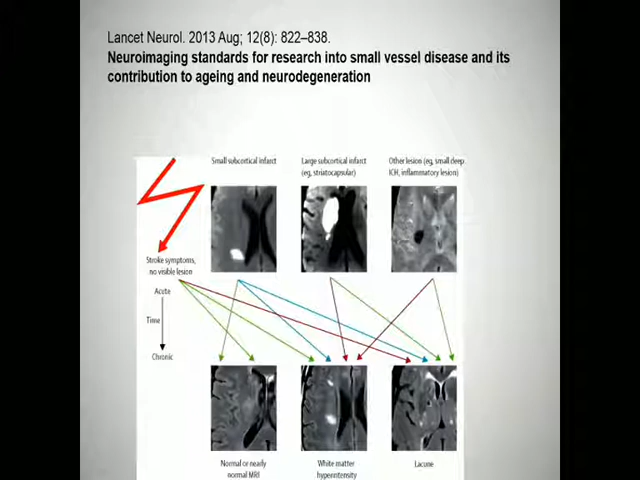 Lancet Neurol. 2013 Aug; 12(8): 822–838.
Neuroimaging standards for research into small vessel disease and its
contribution to ageing and neurodegeneration
Small subcortical infarct
Large subcortical infarct
(eg, striatocapsular)
Other lesion (eg, small deep
ICH, inflammatory lesion)
Stroke symptoms,
no visible lesion
Acute
Time
Chronic
Normal or nearly
normal MRI
White matter
hyperintensity
Lacune